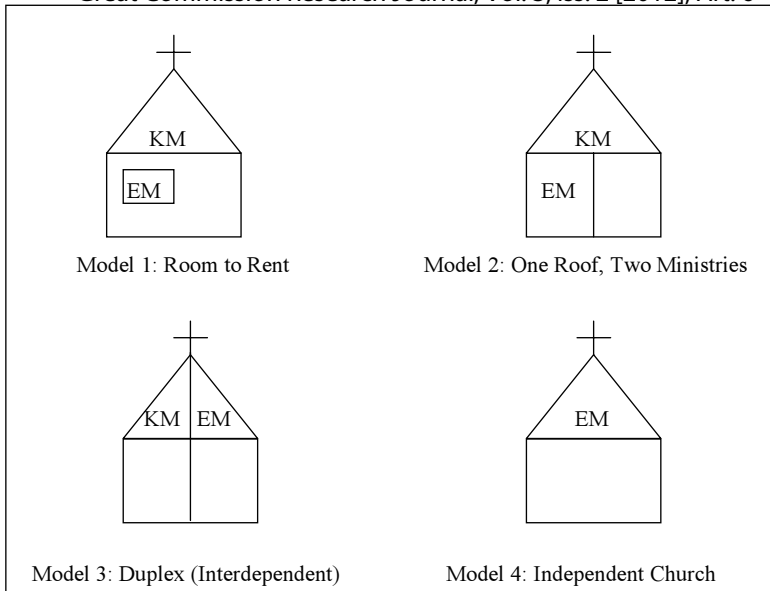 KM
EM
Model 1: Room to Rent
KM
EM
Model 2: One Roof, Two Ministries
KM EM
Model 3: Duplex (Interdependent)
EM
Model 4: Independent Church